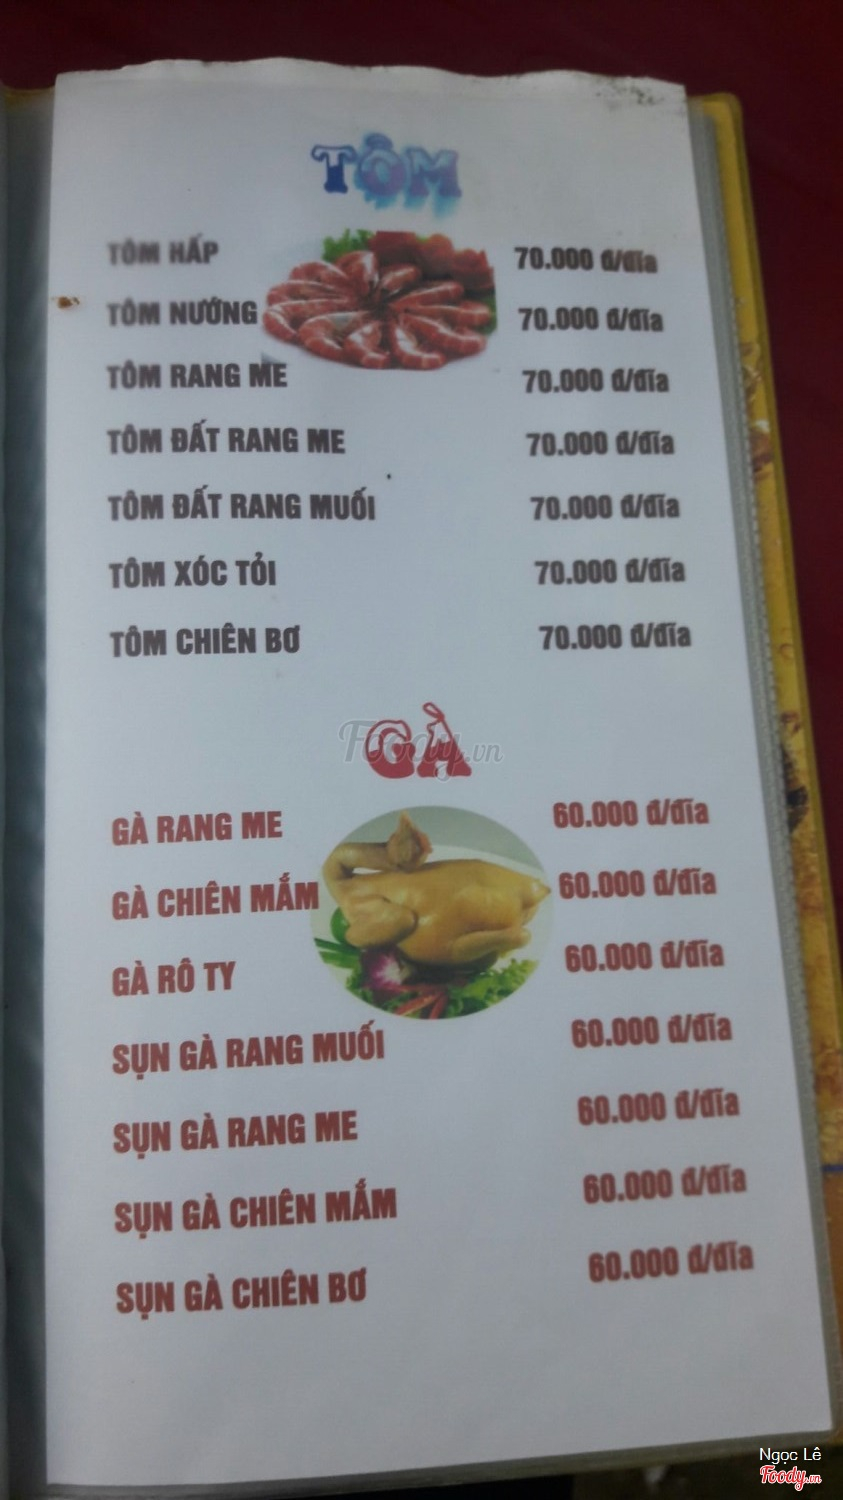 TÔM
TÔM HẤP 70.000 đ/đĩa
TÔM NƯỚNG 70.000 đ/đĩa
TÔM RANG ME 70.000 đ/đĩa
TÔM ĐẤT RANG ME 70.000 đ/đĩa
TÔM ĐẤT RANG MUỐI 70.000 đ/đĩa
TÔM XÓC TỎI 70.000 đ/đĩa
TÔM CHIÊN BƠ 70.000 đ/đĩa
Foody.vn
GÀ
GÀ RANG ME 60.000 đ/đĩa
GÀ CHIÊN MẮM 60.000 đ/đĩa
GÀ RÔ TY 60.000 đ/đĩa
SỤN GÀ RANG MUỐI 60.000 đ/đĩa
SỤN GÀ RANG ME 60.000 đ/đĩa
SỤN GÀ CHIÊN MẮM 60.000 đ/đĩa
SỤN GÀ CHIÊN BƠ 60.000 đ/đĩa
Ngọc Lê
Foody.vn